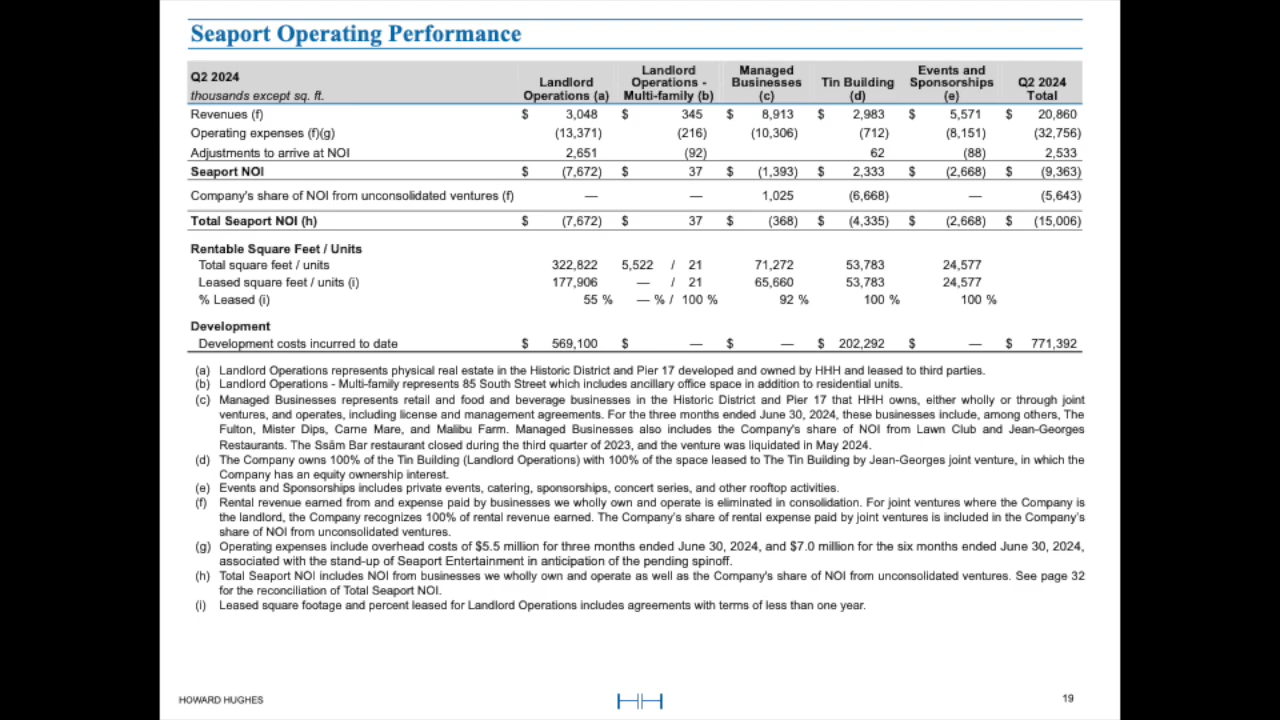 Seaport Operating Performance
Q2 2024
thousands except sq. ft.
Landlord Operations (a)
Landlord Operations - Multi-family (b)
Managed Businesses (c)
Tin Building (d)
Events and Sponsorships (e)
Q2 2024 Total
Revenues (f) $ 3,048 $ 345 $ 8,913 $ 2,983 $ 5,571 $ 20,860
Operating expenses (f)(g) (13,371) (216) (10,306) (712) (8,151) (32,756)
Adjustments to arrive at NOI 2,651 (92) 62 (88) 2,533
Seaport NOI $ (7,672) $ 37 $ (1,393) $ 2,333 $ (2,668) $ (9,363)
Company's share of NOI from unconsolidated ventures (f) — — 1,025 (6,668) — (5,643)
Total Seaport NOI (h) $ (7,672) $ 37 $ (368) $ (4,335) $ (2,668) $ (15,006)
Rentable Square Feet / Units
Total square feet / units 322,822 5,522 / 21 71,272 53,783 24,577
Leased square feet / units (i) 177,906 — / 21 65,660 53,783 24,577
% Leased (i) 55 % — % / 100 % 92 % 100 % 100 %
Development
Development costs incurred to date $ 569,100 $ — $ — $ 202,292 $ — $ 771,392
(a) Landlord Operations represents physical real estate in the Historic District and Pier 17 developed and owned by HHH and leased to third parties.
(b) Landlord Operations - Multi-family represents 85 South Street which includes ancillary office space in addition to residential units.
(c) Managed Businesses represents retail and food and beverage businesses in the Historic District and Pier 17 that HHH owns, either wholly or through joint
ventures, and operates, including license and management agreements. For the three months ended June 30, 2024, these businesses include, among others, The
Fulton, Mister Dips, Carne Mare, and Malibu Farm. Managed Businesses also includes the Company's share of NOI from Lawn Club and Jean-Georges
Restaurants. The Ssäm Bar restaurant closed during the third quarter of 2023, and the venture was liquidated in May 2024.
(d) The Company owns 100% of the Tin Building (Landlord Operations) with 100% of the space leased to The Tin Building by Jean-Georges joint venture, in which the
Company has an equity ownership interest.
(e) Events and Sponsorships includes private events, catering, sponsorships, concert series, and other rooftop activities.
(f) Rental revenue earned from and expense paid by businesses we wholly own and operate is eliminated in consolidation. For joint ventures where the Company is
the landlord, the Company recognizes 100% of rental revenue earned. The Company's share of rental expense paid by joint ventures is included in the Company's
share of NOI from unconsolidated ventures.
(g) Operating expenses include overhead costs of $5.5 million for three months ended June 30, 2024, and $7.0 million for the six months ended June 30, 2024,
associated with the stand-up of Seaport Entertainment in anticipation of the pending spinoff.
(h) Total Seaport NOI includes NOI from businesses we wholly own and operate as well as the Company's share of NOI from unconsolidated ventures. See page 32
for the reconciliation of Total Seaport NOI.
(i) Leased square footage and percent leased for Landlord Operations includes agreements with terms of less than one year.
HOWARD HUGHES
19